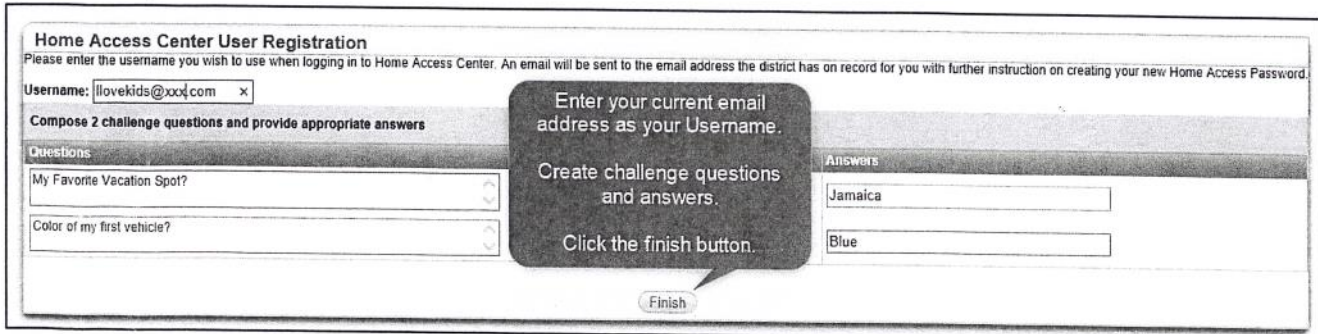 Home Access Center User Registration
Please enter the username you wish to use when logging in to Home Access Center. An email will be sent to the email address the district has on record for you with further instruction on creating your new Home Access Password.
Username: Ilovekids@xxx.com ×
Compose 2 challenge questions and provide appropriate answers
Enter your current email
address as your Username.
Create challenge questions
and answers.
Click the finish button.
Questions
Answers
My Favorite Vacation Spot?
Jamaica
Color of my first vehicle?
Blue
Finish